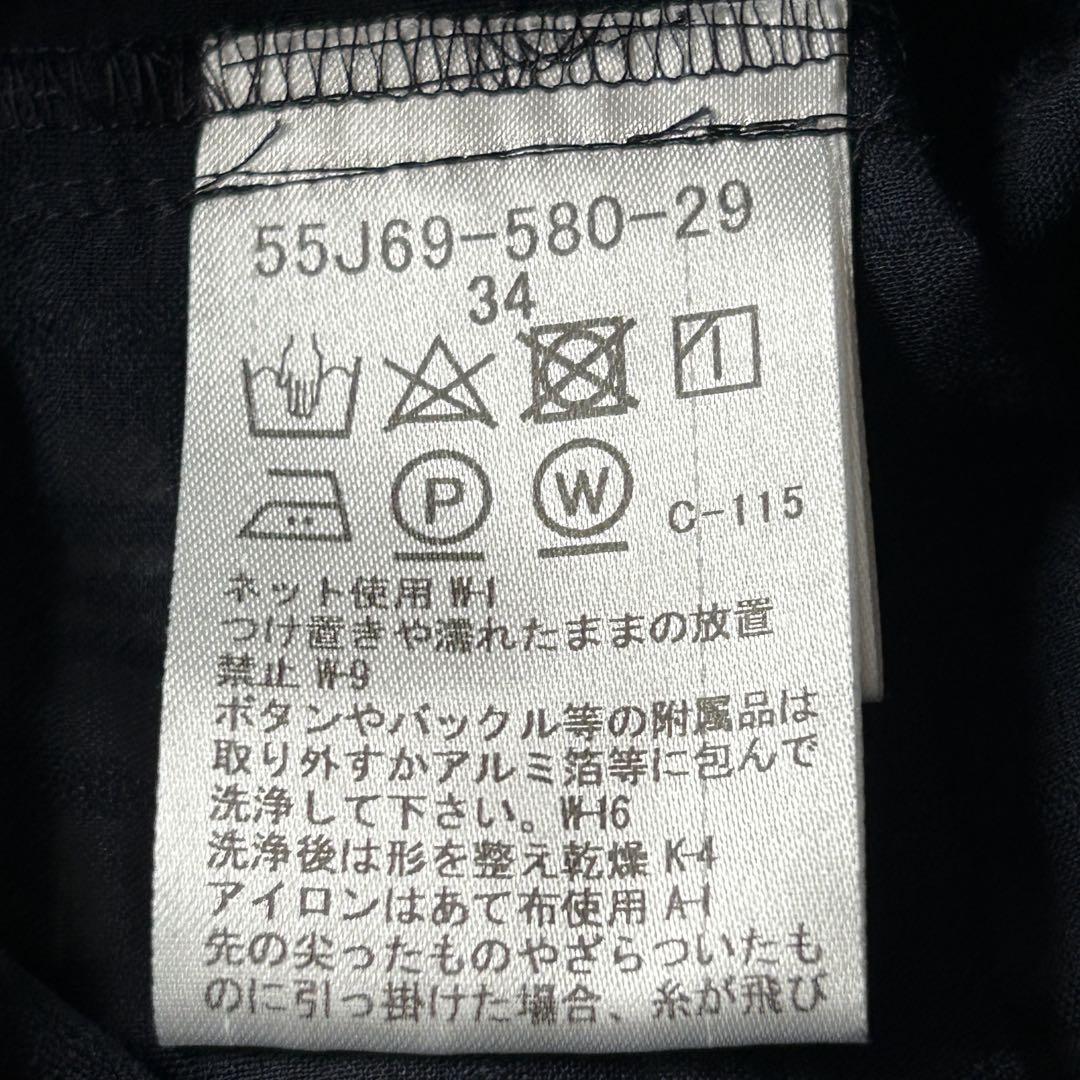 55J69-580-29
34
P W C-115
ネット使用 W-1
つけ置きや濡れたままの放置
禁止 W-9
ボタンやバックル等の附属品は
取り外すかアルミ箔等に包んで
洗浄して下さい。W-16
洗浄後は形を整え乾燥 K-4
アイロンはあて布使用 A-1
先の尖ったものやざらついたも
のに引っ掛けた場合、糸が飛び